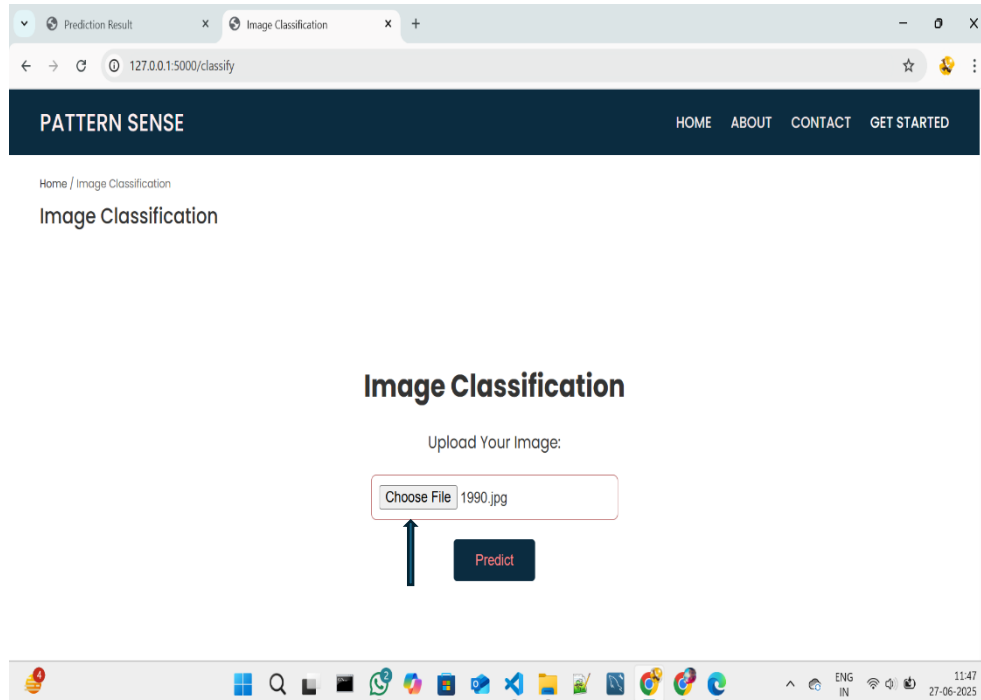 Prediction Result
Image Classification
127.0.0.1:5000/classify
PATTERN SENSE
HOME ABOUT CONTACT GET STARTED
Home / Image Classification
Image Classification
Image Classification
Upload Your Image:
Choose File 1990.jpg
Predict
4
2
ENG
IN
11:47
27-06-2025